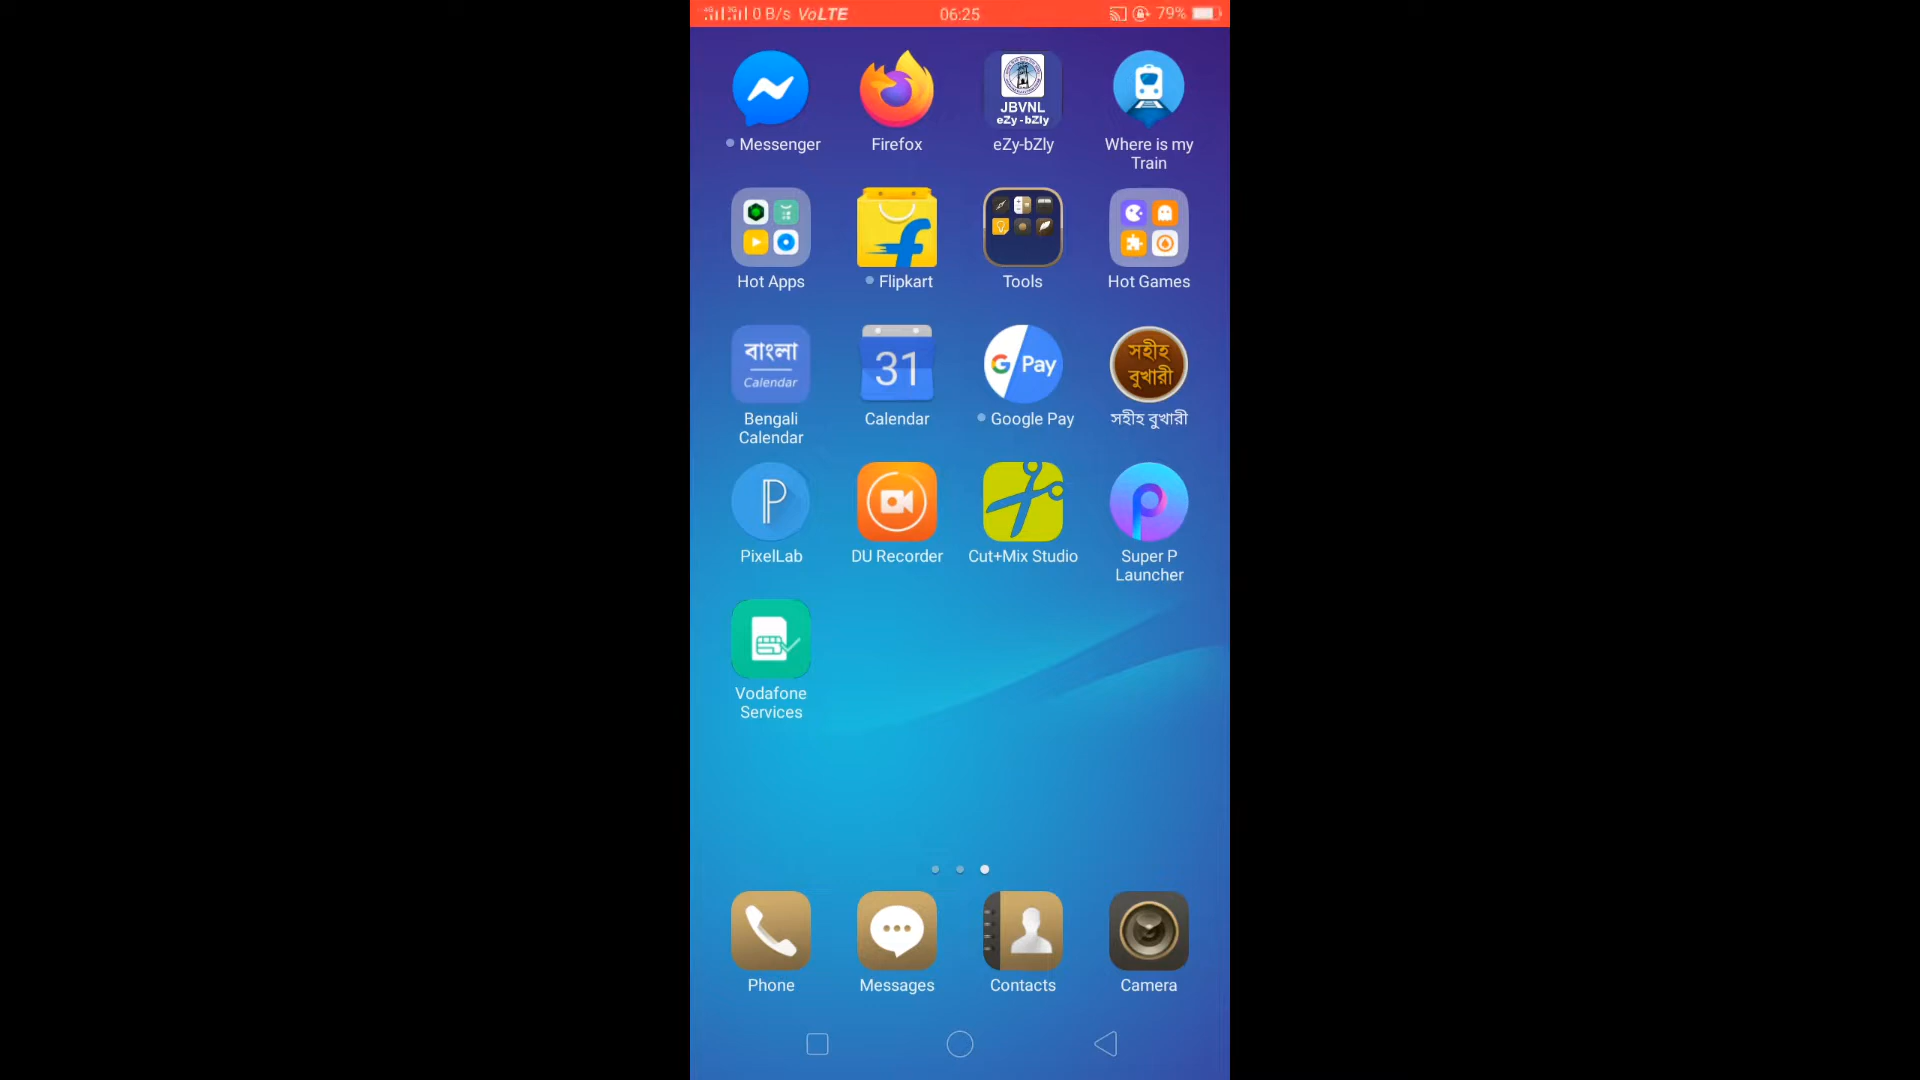 4G 3G 0 B/s VoLTE 06:25 79%
JBVNL
eZy-bZly
Messenger Firefox eZy-bZly Where is my
Train
Hot Apps Flipkart Tools Hot Games
বাংলা
Calendar
31
G Pay
সহীহ
বুখারী
Bengali
Calendar
Calendar Google Pay সহীহ বুখারী
PixelLab DU Recorder Cut+Mix Studio Super P
Launcher
Vodafone
Services
Phone Messages Contacts Camera